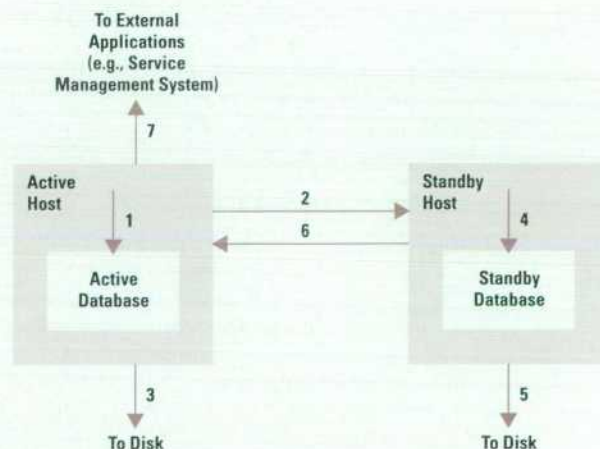 To External
Applications
(e.g., Service
Management System)
7
Active
Host
1
Active
Database
2
6
Standby
Host
4
Standby
Database
3
5
To Disk
To Disk